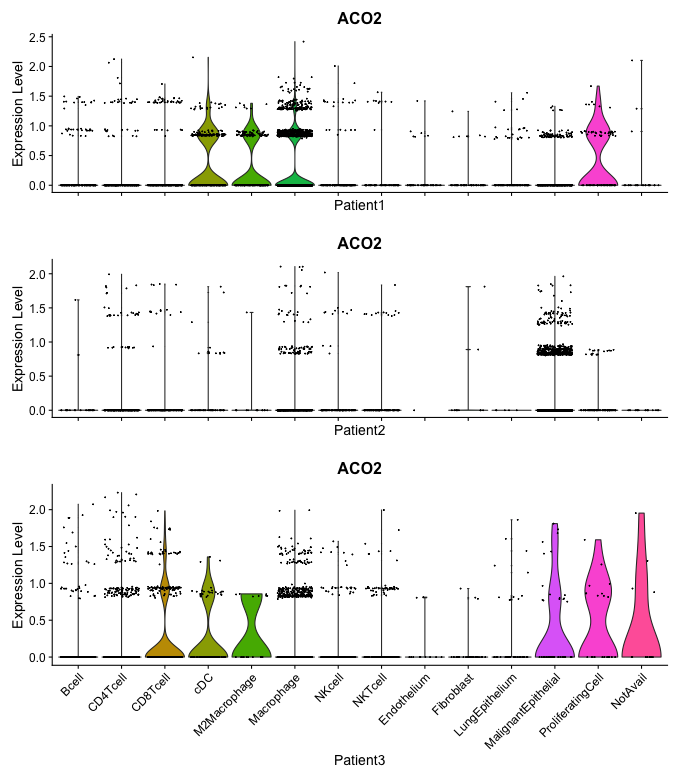 ACO2
Expression Level
2.5
2.0
1.5
1.0
0.5
0.0
Patient1
ACO2
Expression Level
2.0
1.5
1.0
0.5
0.0
Patient2
ACO2
Expression Level
2.0
1.5
1.0
0.5
0.0
Bcell
CD4Tcell
CD8Tcell
cDC
M2Macrophage
Macrophage
NKcell
NKTcell
Endothelium
Fibroblast
LungEpithelium
MalignantEpithelial
ProliferatingCell
NotAvail
Patient3